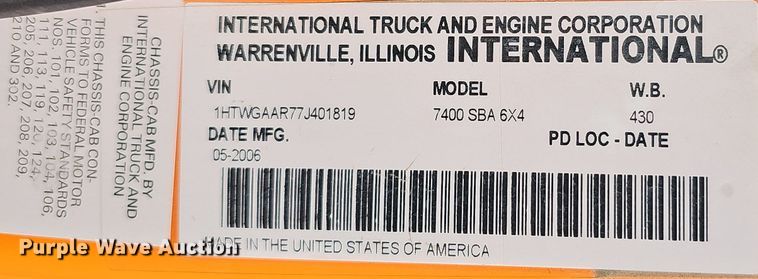 INTERNATIONAL TRUCK AND ENGINE CORPORATION
WARRENVILLE, ILLINOIS INTERNATIONAL®
VIN MODEL W.B.
1HTWGAAR77J401819 7400 SBA 6X4 430
DATE MFG. PD LOC - DATE
05-2006
MADE IN THE UNITED STATES OF AMERICA
CHASSIS-CAB MFD. BY
INTERNATIONAL TRUCK AND
ENGINE CORPORATION
THIS CHASSIS-CAB CON-
FORMS TO FEDERAL MOTOR
VEHICLE SAFETY STANDARDS
NOS. 101, 102, 103, 104, 106,
111, 113, 119, 120, 124,
205, 206, 207, 208, 209,
210 AND 302.
Purple Wave Auction